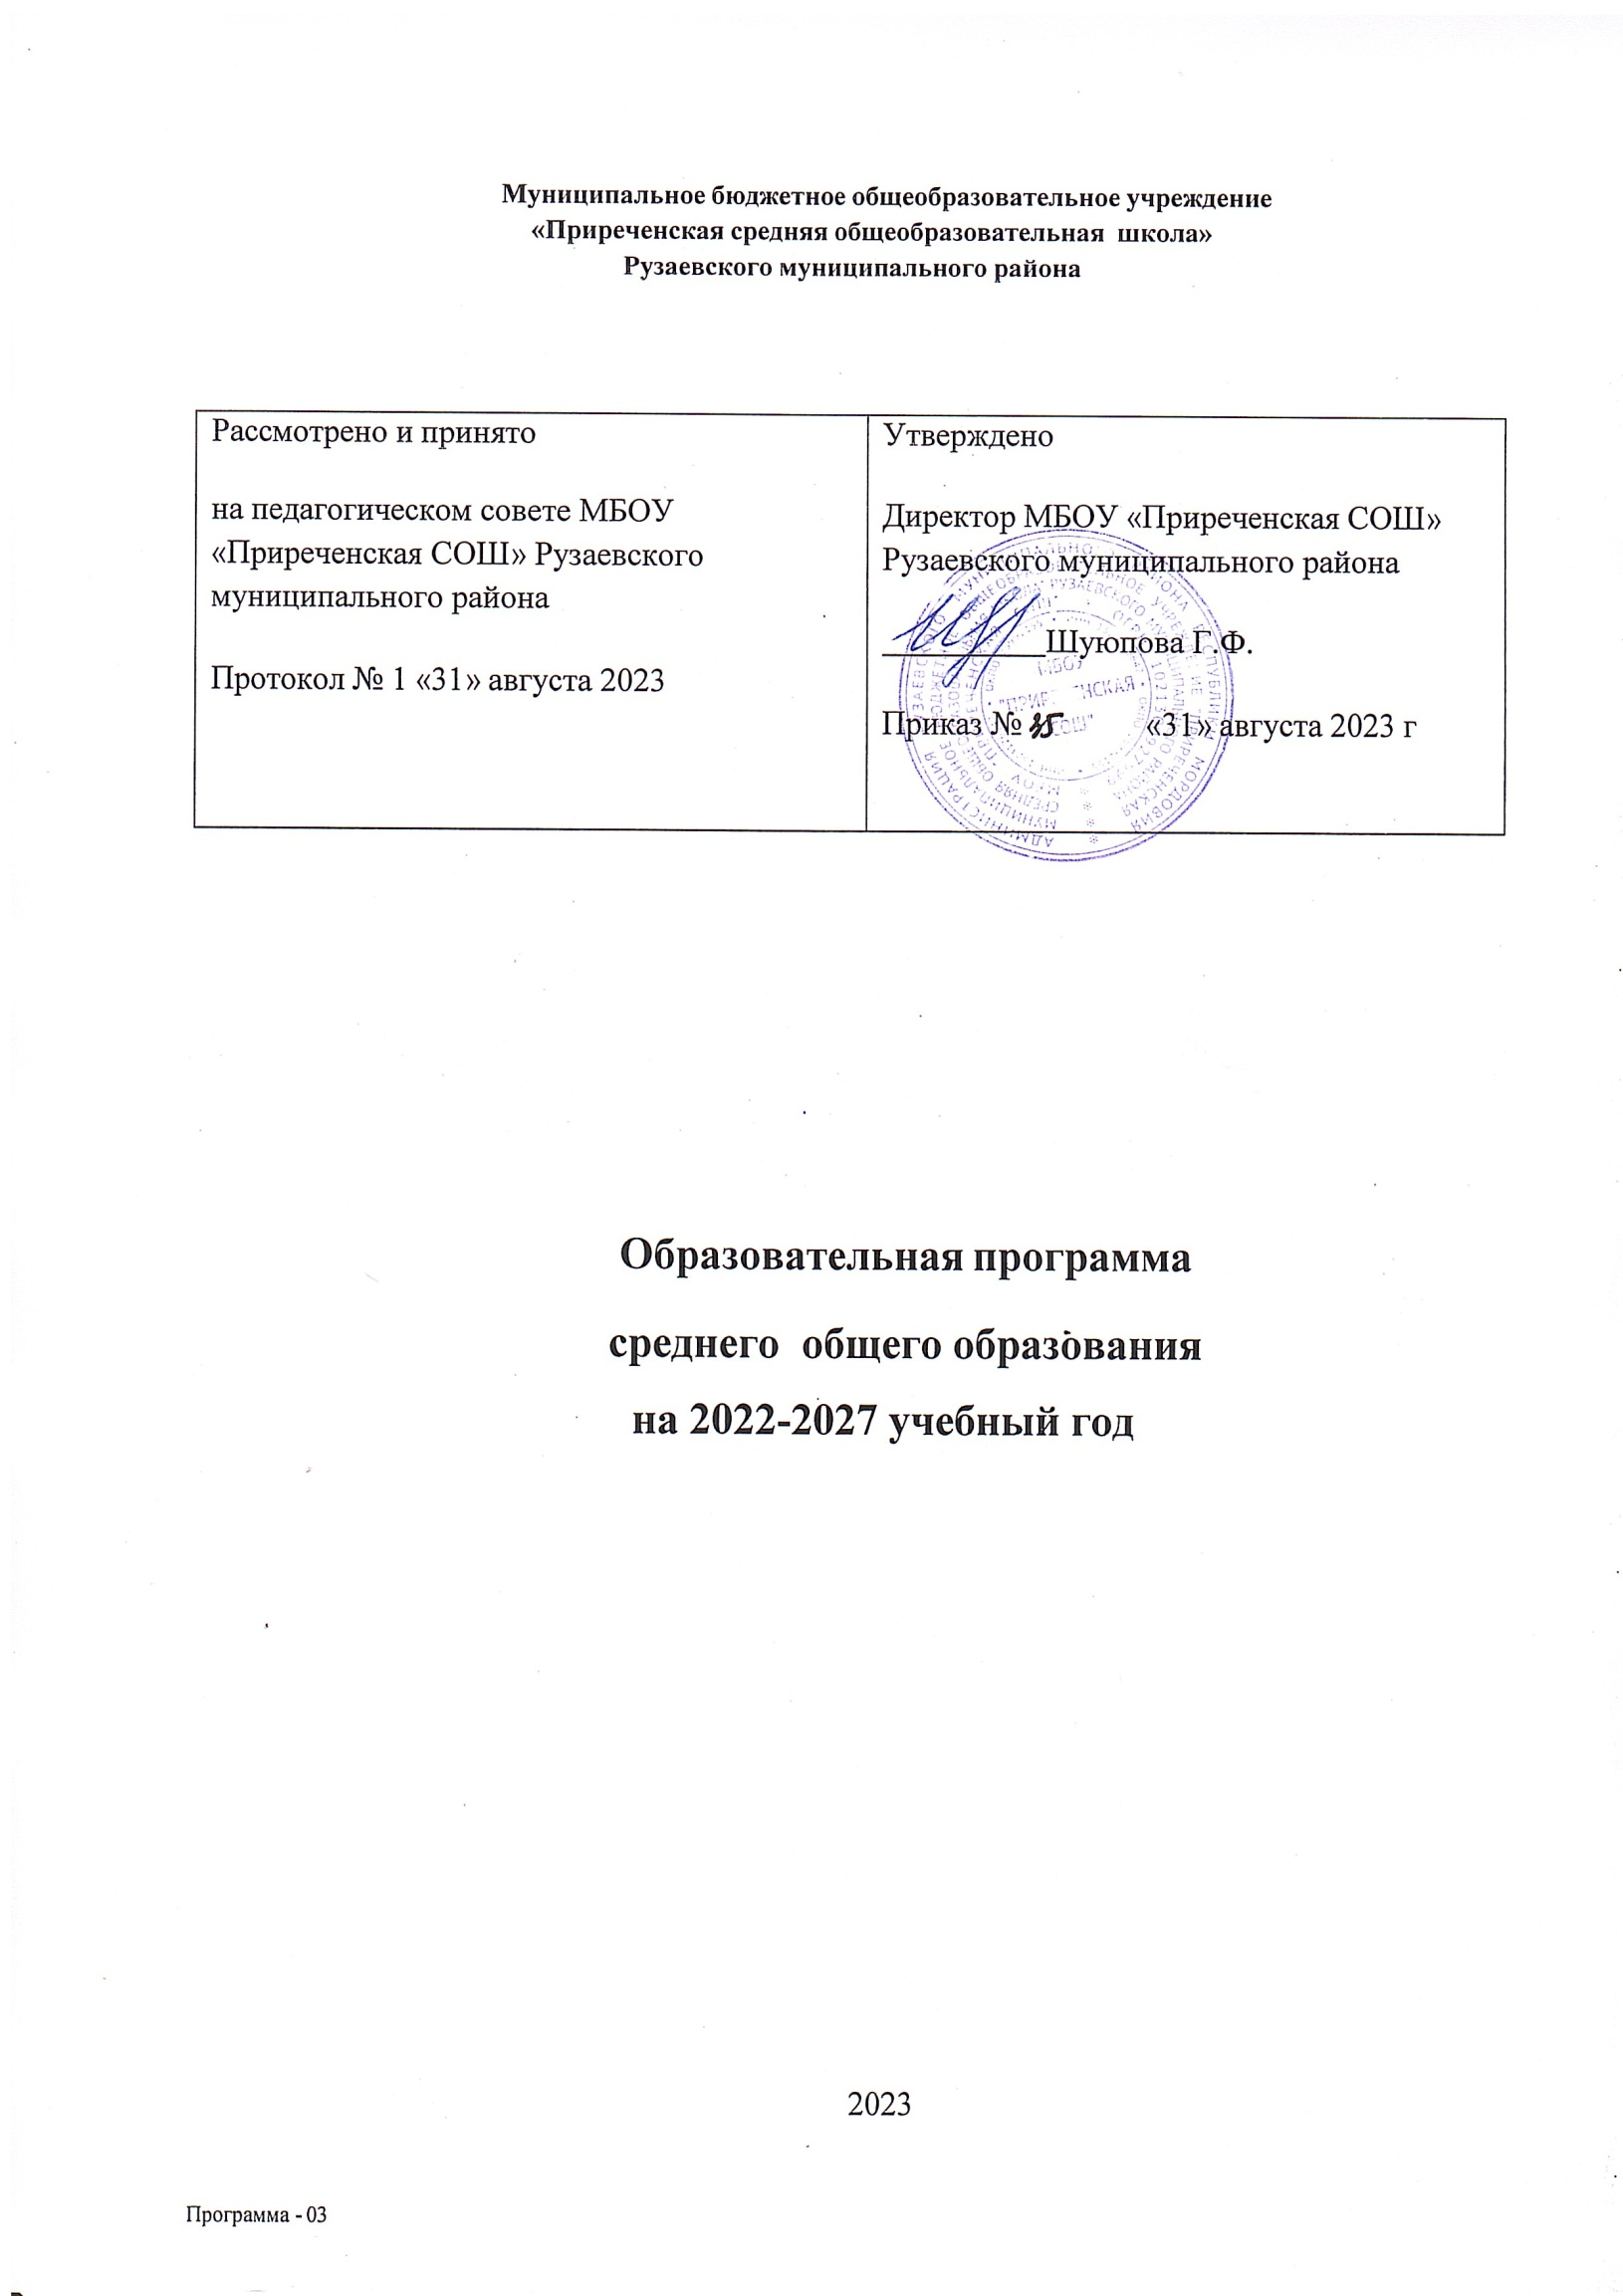 Муниципальное бюджетное общеобразовательное учреждение
«Приреченская средняя общеобразовательная  школа»
Рузаевского муниципального района
Рассмотрено и принято
на педагогическом совете МБОУ
«Приреченская СОШ» Рузаевского
муниципального района
Протокол № 1 «31» августа 2023
Утверждено
Директор МБОУ «Приреченская СОШ»
Рузаевского муниципального района
____________Шуюпова Г.Ф.
Приказ № «31» августа 2023 г
Образовательная программа
среднего  общего образования
на 2022-2027 учебный год
2023
Программа - 03